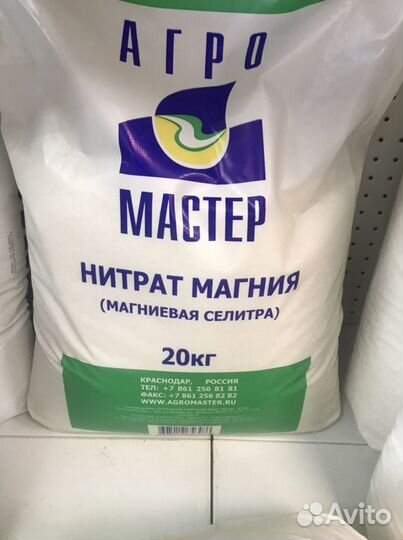 АГРО
МАСТЕР
НИТРАТ МАГНИЯ
(МАГНИЕВАЯ СЕЛИТРА)
20кг
КРАСНОДАР, РОССИЯ
ТЕЛ: +7 861 256 81 81
ФАКС: +7 861 256 82 82
WWW.AGROMASTER.RU
Avito